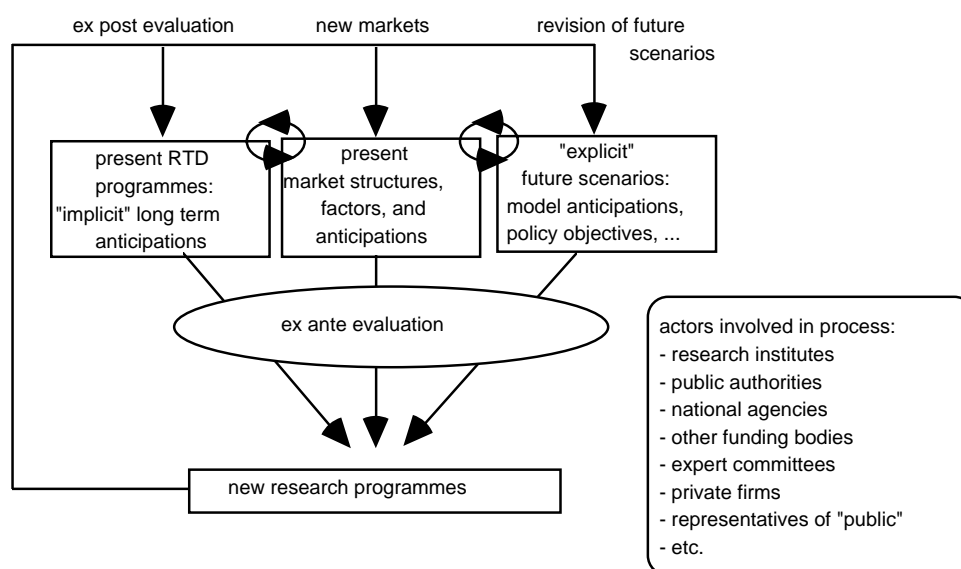 ex post evaluation
new markets
revision of future
scenarios
present RTD
programmes:
"implicit" long term
anticipations
present
market structures,
factors, and
anticipations
"explicit"
future scenarios:
model anticipations,
policy objectives, ...
ex ante evaluation
actors involved in process:
- research institutes
- public authorities
- national agencies
- other funding bodies
- expert committees
- private firms
- representatives of "public"
- etc.
new research programmes